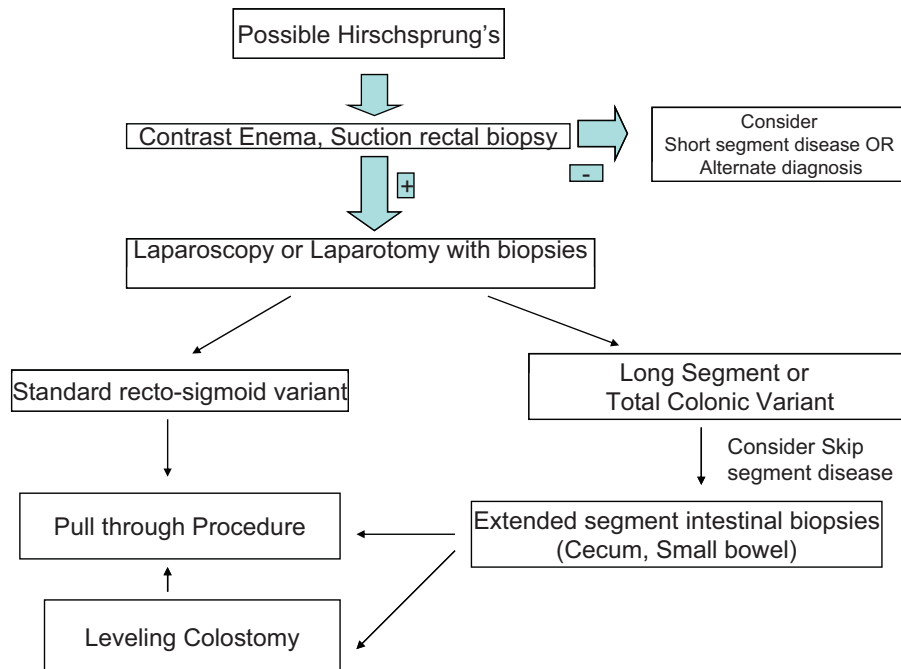 Possible Hirschsprung’s
Contrast Enema, Suction rectal biopsy
Consider
Short segment disease OR
Alternate diagnosis
+
-
Laparoscopy or Laparotomy with biopsies
Standard recto-sigmoid variant
Long Segment or
Total Colonic Variant
Consider Skip
segment disease
Pull through Procedure
Extended segment intestinal biopsies
(Cecum, Small bowel)
Leveling Colostomy